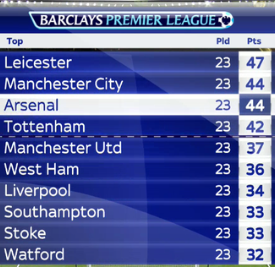 BARCLAYS PREMIER LEAGUE
Top Pld Pts
Leicester 23 47
Manchester City 23 44
Arsenal 23 44
Tottenham 23 42
Manchester Utd 23 37
West Ham 23 36
Liverpool 23 34
Southampton 23 33
Stoke 23 33
Watford 23 32